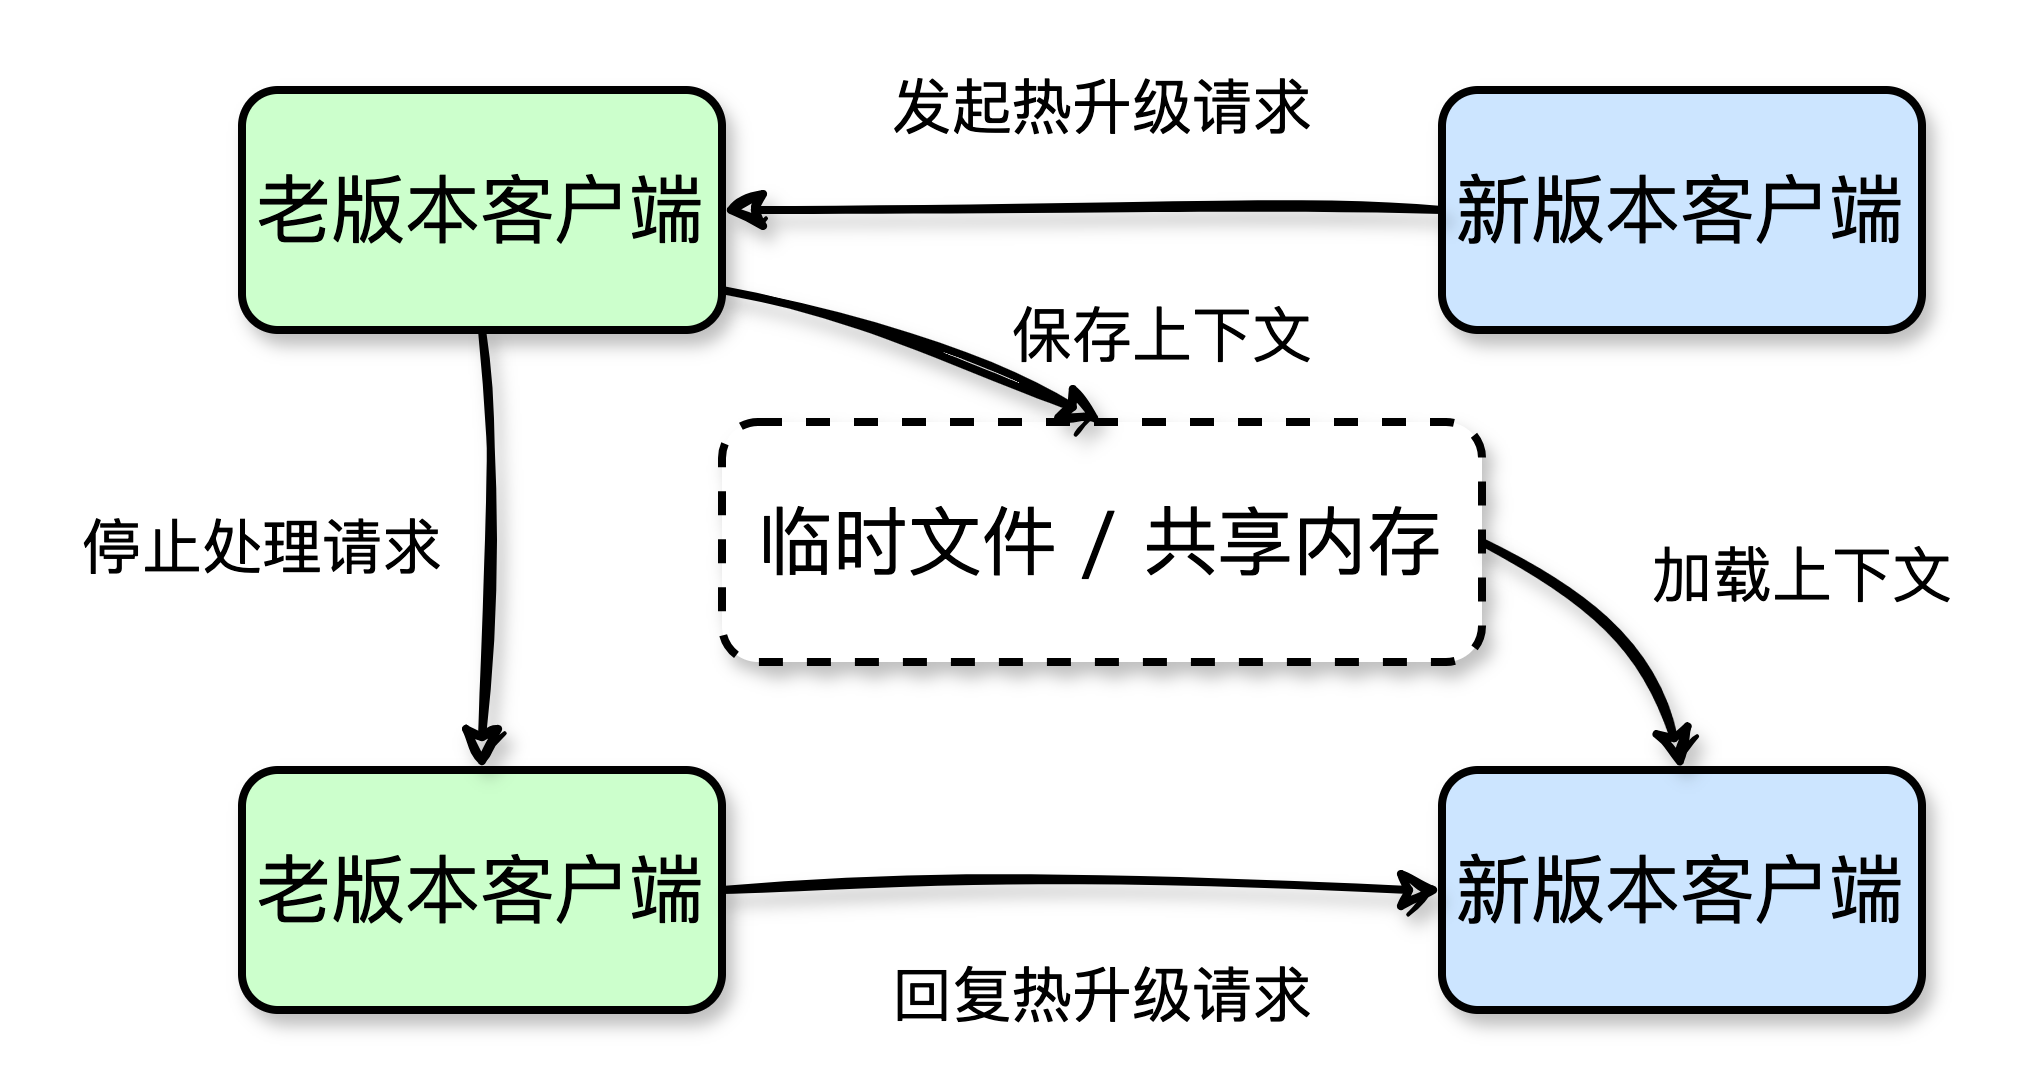 发起热升级请求
老版本客户端
新版本客户端
保存上下文
临时文件 / 共享内存
停止处理请求
加载上下文
老版本客户端
新版本客户端
回复热升级请求